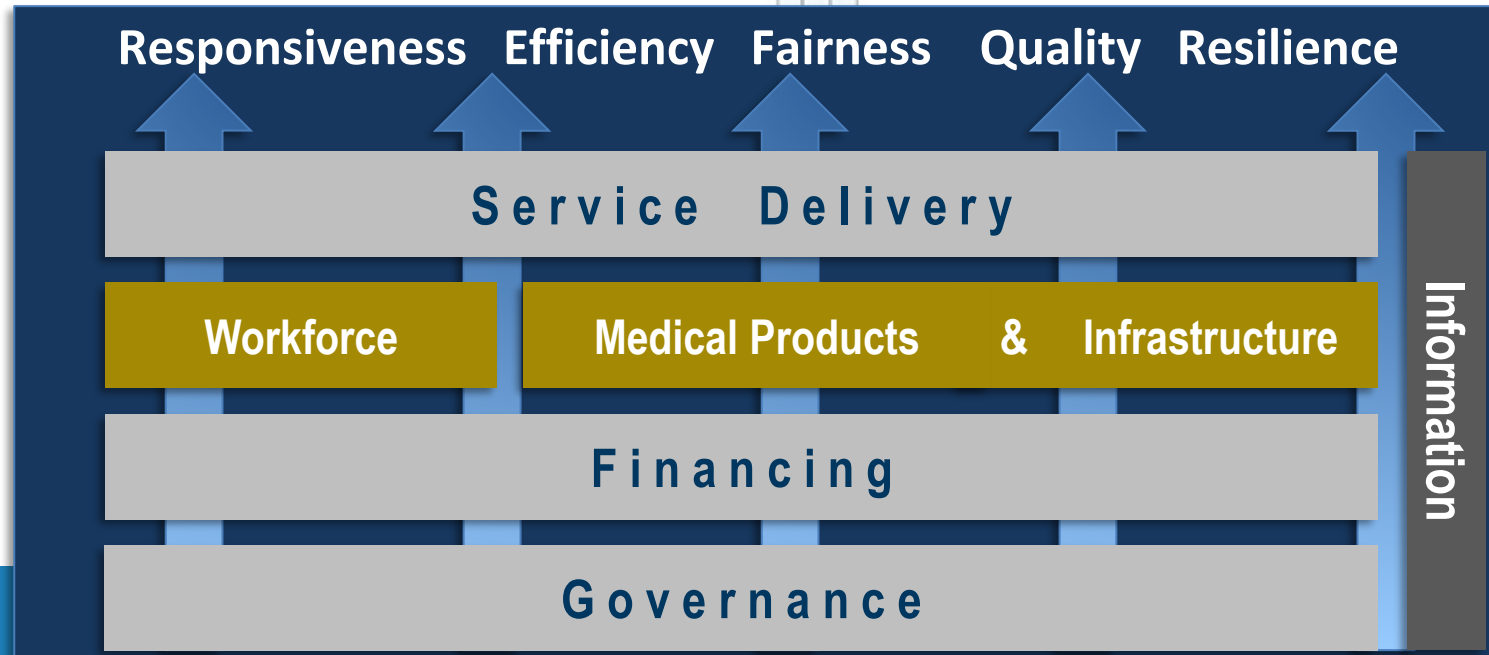 Responsiveness Efficiency Fairness Quality Resilience
Service Delivery
Workforce
Medical Products & Infrastructure
Financing
Governance
Information